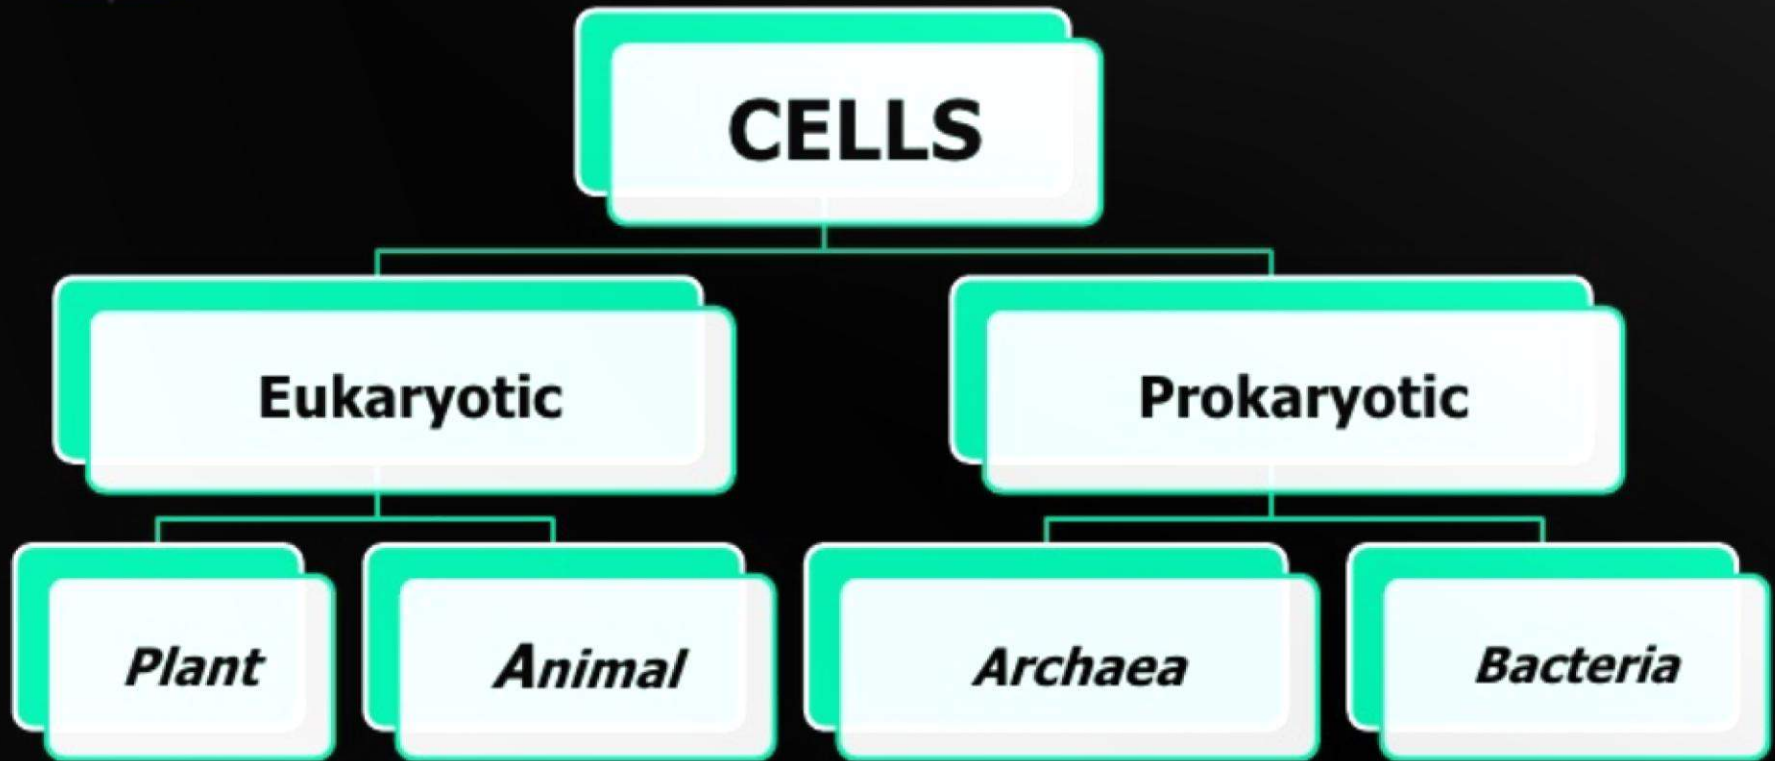 CELLS
Eukaryotic
Prokaryotic
Plant
Animal
Archaea
Bacteria